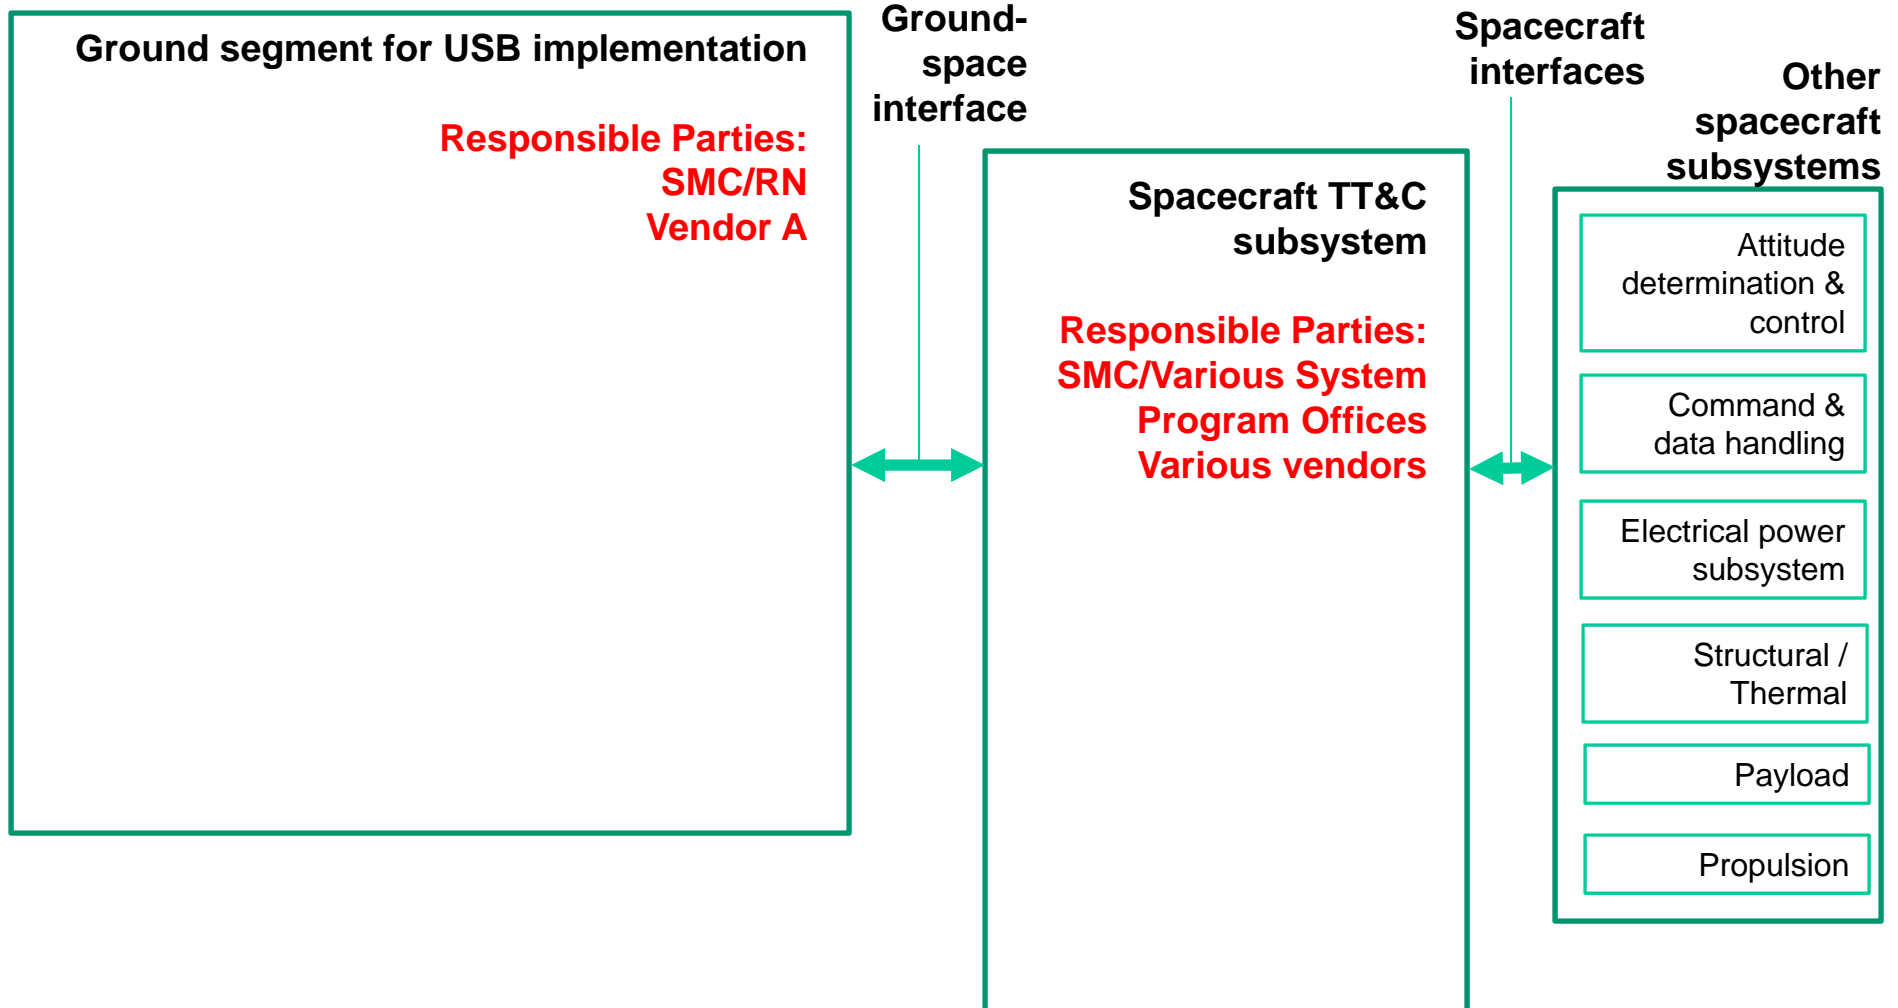 Ground segment for USB implementation
Responsible Parties:
SMC/RN
Vendor A
Ground-
space
interface
Spacecraft TT&C
subsystem
Responsible Parties:
SMC/Various System
Program Offices
Various vendors
Spacecraft
interfaces
Other
spacecraft
subsystems
Attitude
determination &
control
Command &
data handling
Electrical power
subsystem
Structural /
Thermal
Payload
Propulsion